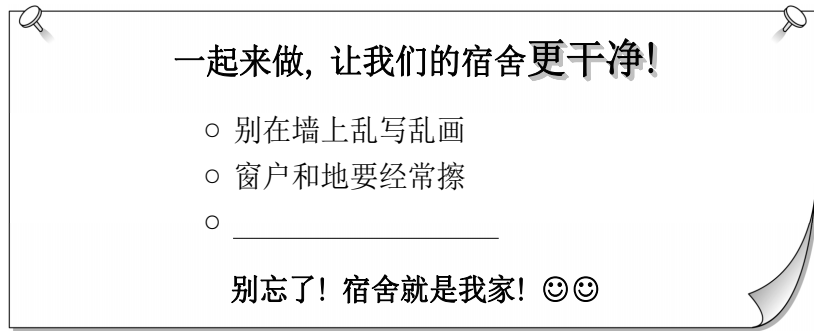 一起来做, 让我们的宿舍更干净!
○ 别在墙上乱写乱画
○ 窗户和地要经常擦
○ ____________________
别忘了! 宿舍就是我家! ☺☺